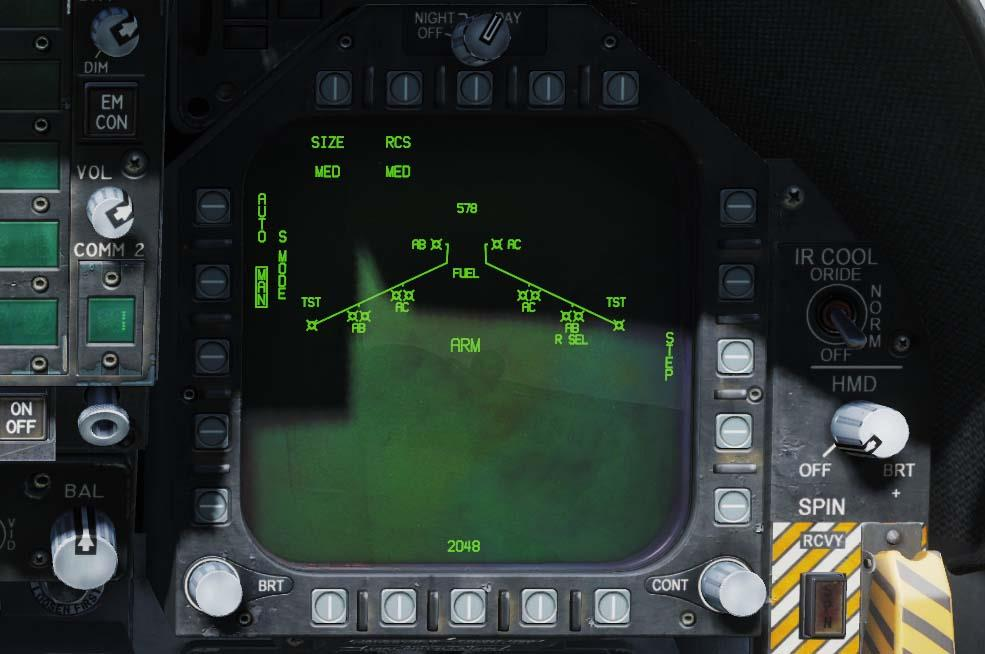 NIGHT DAY
OFF
DIM
EM
CON
VOL
COMM 2
ON
OFF
BAL
LOOSEN FIRST
SIZE RCS
MED MED
AUTO
MAN
S MODE
578
AB AC
FUEL
TST TST
AC AC
AB AB
R SEL
ARM
STEP
2048
BRT
CONT
IR COOL
ORIDE
NORM
OFF
HMD
OFF BRT
+
SPIN
RCVY